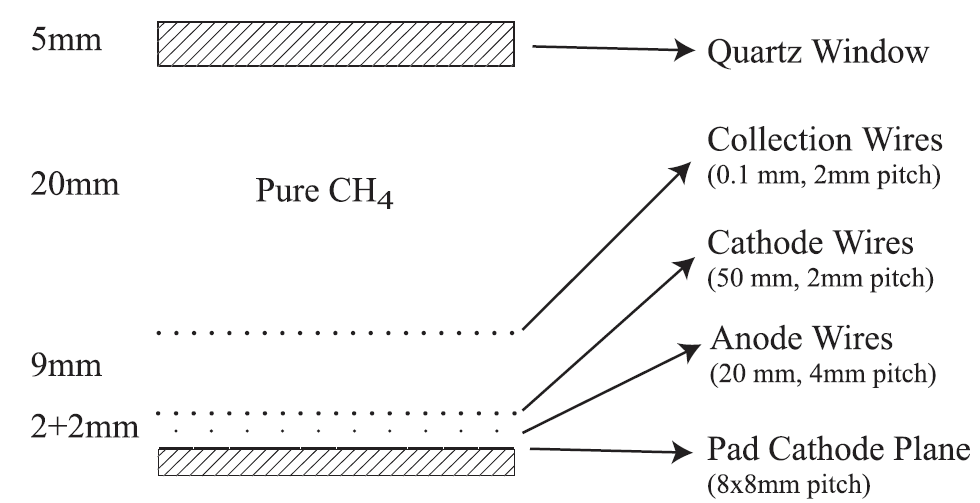 5mm
Quartz Window
Collection Wires
(0.1 mm, 2mm pitch)
20mm
Pure CH4
Cathode Wires
(50 mm, 2mm pitch)
Anode Wires
(20 mm, 4mm pitch)
9mm
2+2mm
Pad Cathode Plane
(8x8mm pitch)